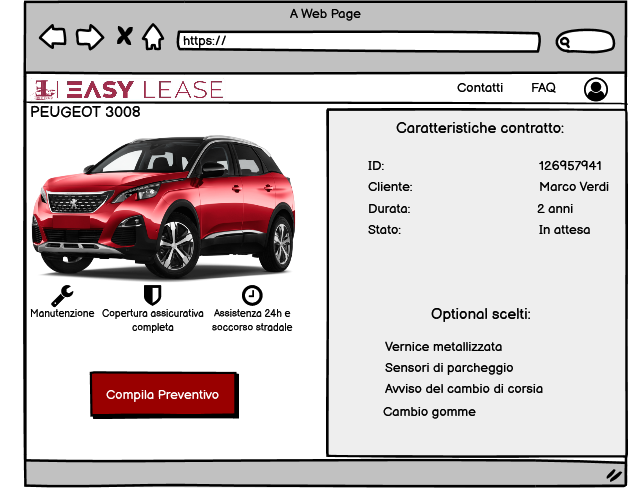 A Web Page
https://
EASY LEASE
Contatti
FAQ
PEUGEOT 3008
Manutenzione
Copertura assicurativa
completa
Assistenza 24h e
soccorso stradale
Compila Preventivo
Caratteristiche contratto:
ID: 126957941
Cliente: Marco Verdi
Durata: 2 anni
Stato: In attesa
Optional scelti:
Vernice metallizzata
Sensori di parcheggio
Avviso del cambio di corsia
Cambio gomme